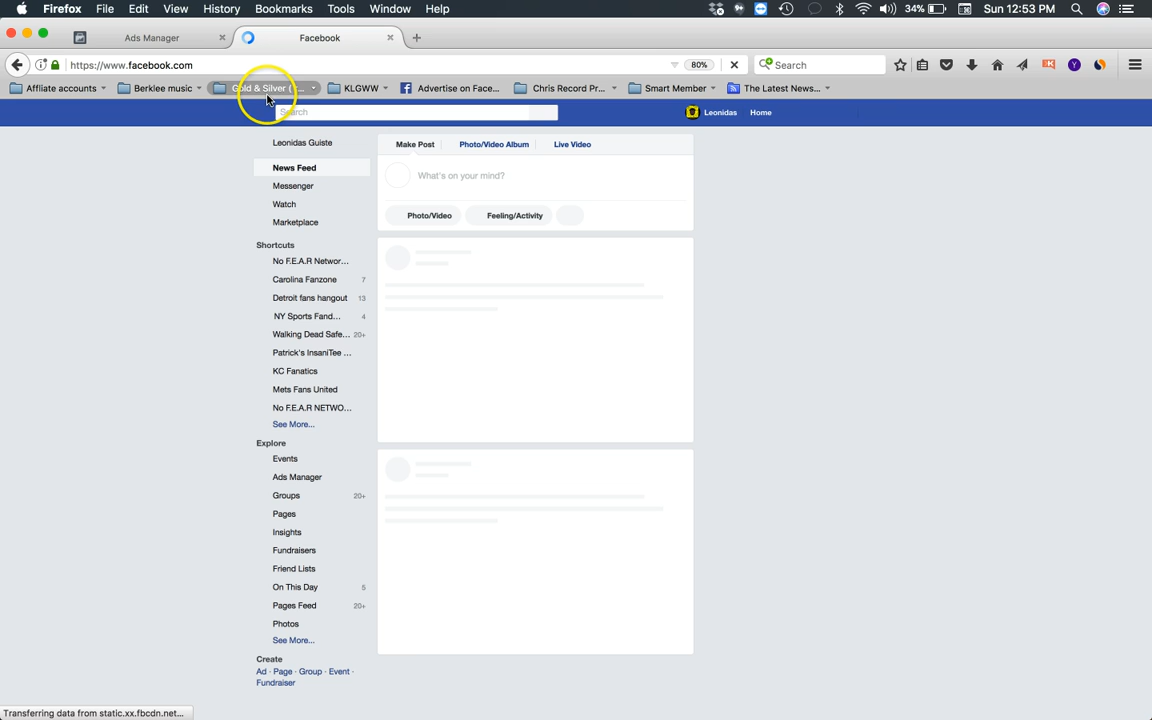 Firefox File Edit View History Bookmarks Tools Window Help 34% Sun 12:53 PM
Ads Manager Facebook
https://www.facebook.com 80% Search
Affliate accounts Berklee music Gold & Silver (... KLGWW Advertise on Face... Chris Record Pr... Smart Member The Latest News...
Search Leonidas Home
Leonidas Guiste
News Feed
Messenger
Watch
Marketplace
Shortcuts
No F.E.A.R Networ...
Carolina Fanzone 7
Detroit fans hangout 13
NY Sports Fand... 4
Walking Dead Safe... 20+
Patrick's InsaniTee ...
KC Fanatics
Mets Fans United
No F.E.A.R NETWO...
See More...
Explore
Events
Ads Manager
Groups 20+
Pages
Insights
Fundraisers
Friend Lists
On This Day 5
Pages Feed 20+
Photos
See More...
Create
Ad · Page · Group · Event ·
Fundraiser
Make Post Photo/Video Album Live Video
What's on your mind?
Photo/Video Feeling/Activity
Transferring data from static.xx.fbcdn.net...